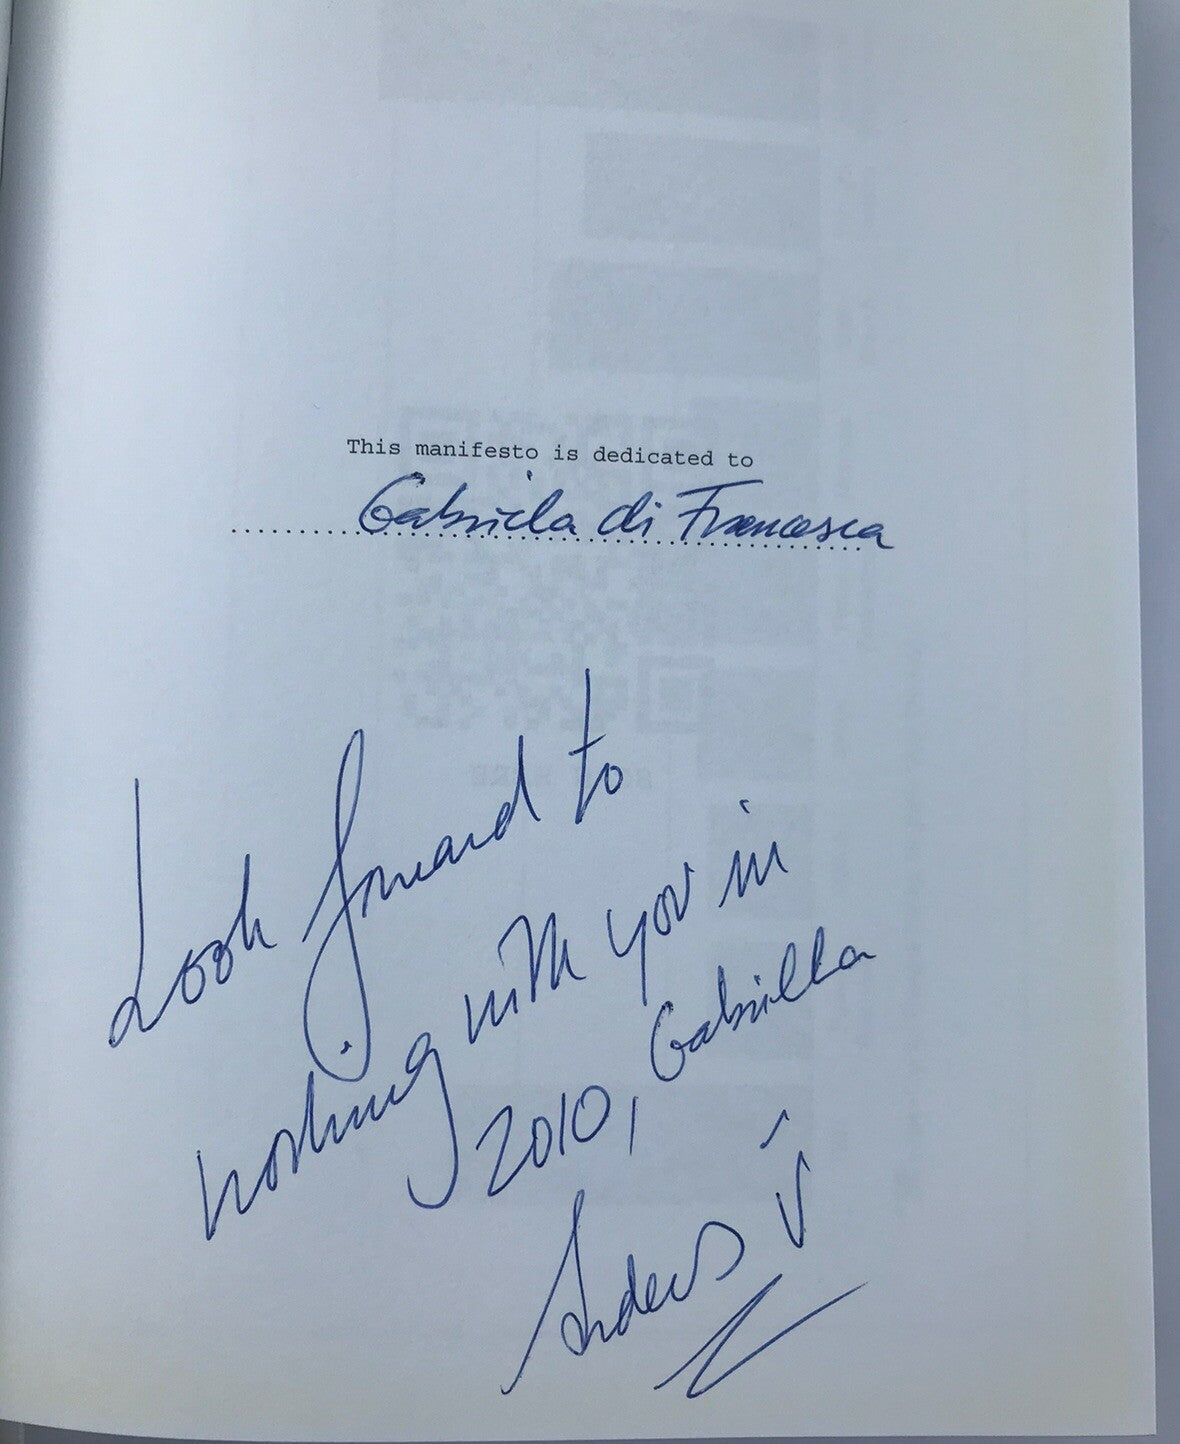 This manifesto is dedicated to
Gabriela di Francesca
Look forward to
working with you in
2010, Gabriella
Anders